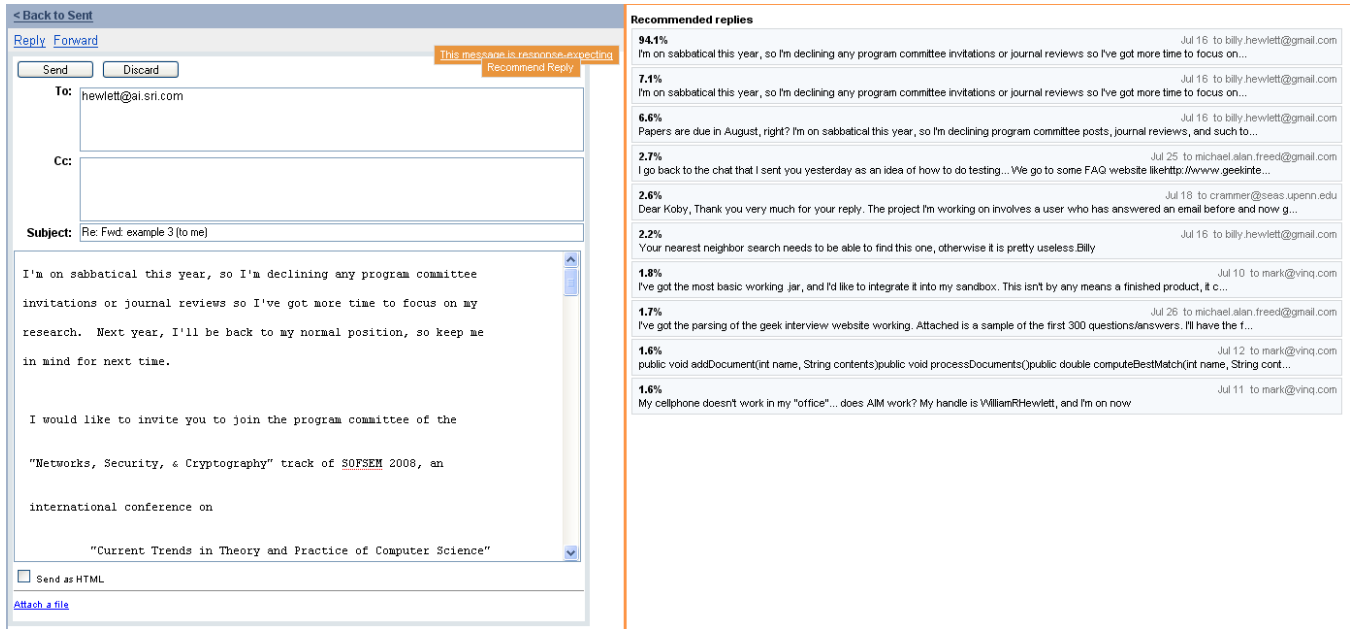 < Back to Sent
Reply Forward
This message is response-expecting
Recommend Reply
Send Discard
To: hewlett@ai.sri.com
Cc:
Subject: Re: Fwd: example 3 (to me)
I'm on sabbatical this year, so I'm declining any program committee
invitations or journal reviews so I've got more time to focus on my
research. Next year, I'll be back to my normal position, so keep me
in mind for next time.
I would like to invite you to join the program committee of the
"Networks, Security, & Cryptography" track of SOFSEM 2008, an
international conference on
"Current Trends in Theory and Practice of Computer Science"
Send as HTML
Attach a file
Recommended replies
94.1% Jul 16 to billy.hewlett@gmail.com
I'm on sabbatical this year, so I'm declining any program committee invitations or journal reviews so I've got more time to focus on...
7.1% Jul 16 to billy.hewlett@gmail.com
I'm on sabbatical this year, so I'm declining any program committee invitations or journal reviews so I've got more time to focus on...
6.6% Jul 16 to billy.hewlett@gmail.com
Papers are due in August, right? I'm on sabbatical this year, so I'm declining program committee posts, journal reviews, and such to...
2.7% Jul 25 to michael.alan.freed@gmail.com
I go back to the chat that I sent you yesterday as an idea of how to do testing... We go to some FAQ website likehttp://www.geekinte...
2.6% Jul 18 to crammer@seas.upenn.edu
Dear Koby, Thank you very much for your reply. The project I'm working on involves a user who has answered an email before and now g...
2.2% Jul 16 to billy.hewlett@gmail.com
Your nearest neighbor search needs to be able to find this one, otherwise it is pretty useless.Billy
1.8% Jul 10 to mark@vinq.com
I've got the most basic working .jar, and I'd like to integrate it into my sandbox. This isn't by any means a finished product, it c...
1.7% Jul 26 to michael.alan.freed@gmail.com
I've got the parsing of the geek interview website working. Attached is a sample of the first 300 questions/answers. I'll have the f...
1.6% Jul 12 to mark@vinq.com
public void addDocument(int name, String contents)public void processDocuments()public double computeBestMatch(int name, String cont...
1.6% Jul 11 to mark@vinq.com
My cellphone doesn't work in my "office"... does AIM work? My handle is WilliamRHewlett, and I'm on now